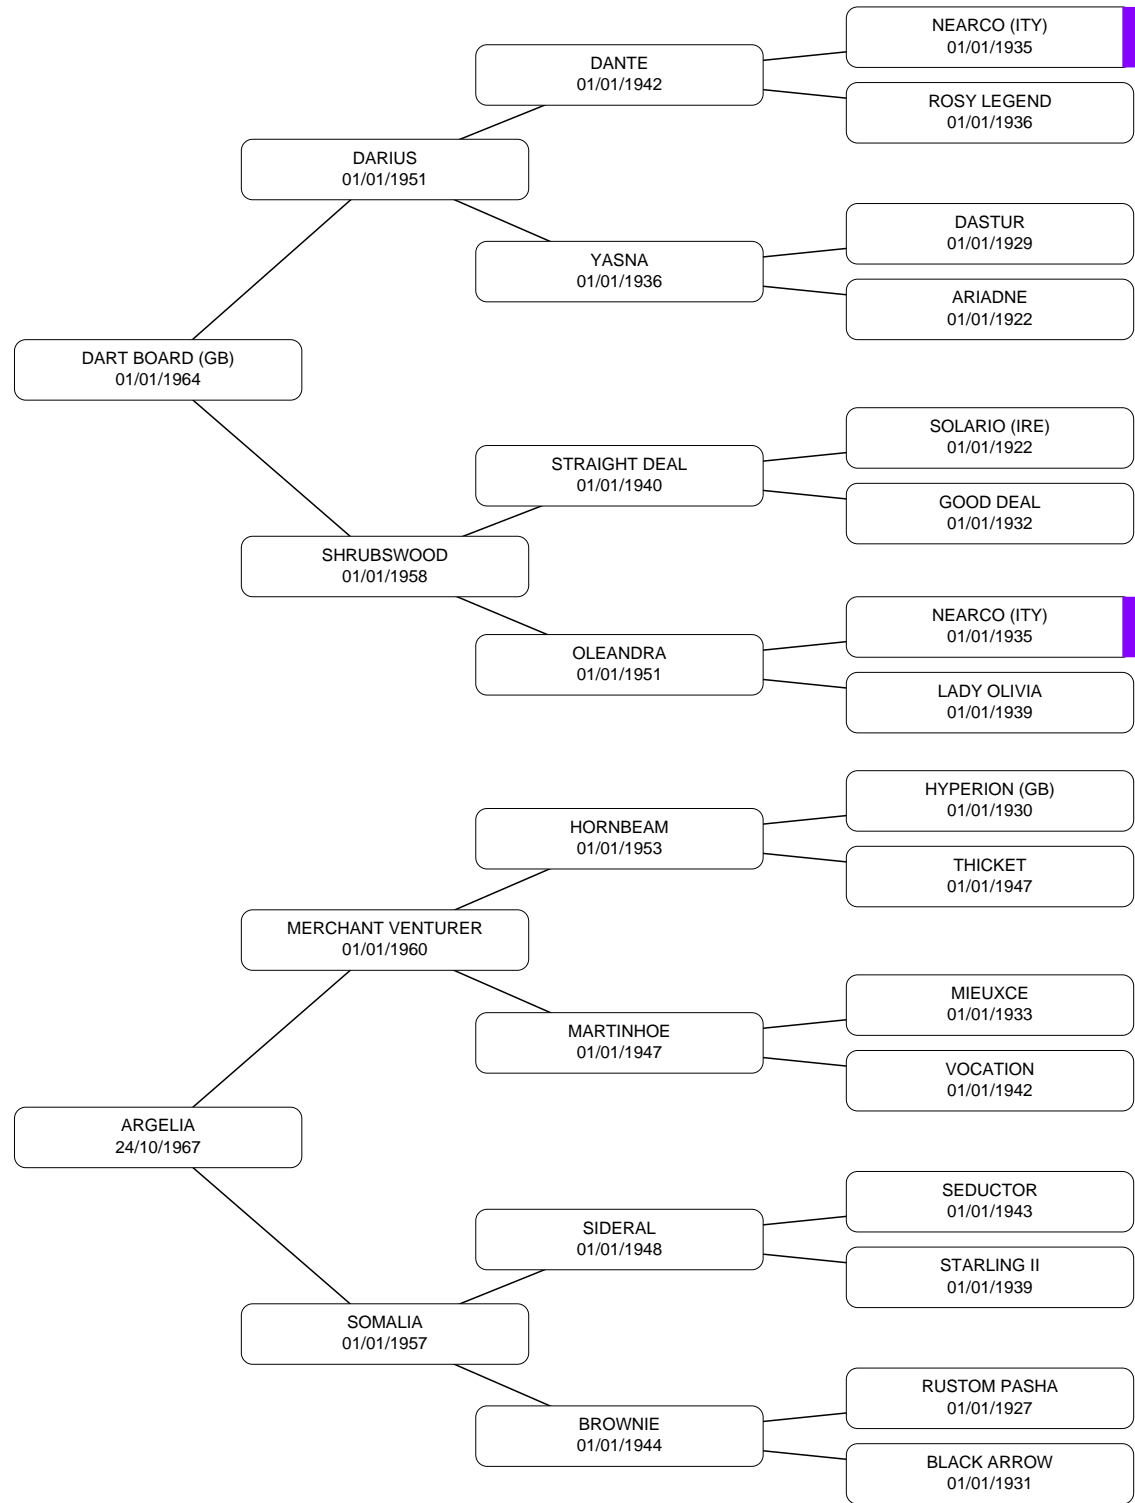 NEARCO (ITY)
01/01/1935
DANTE
01/01/1942
ROSY LEGEND
01/01/1936
DARIUS
01/01/1951
DASTUR
01/01/1929
YASNA
01/01/1936
ARIADNE
01/01/1922
DART BOARD (GB)
01/01/1964
SOLARIO (IRE)
01/01/1922
STRAIGHT DEAL
01/01/1940
GOOD DEAL
01/01/1932
SHRUBSWOOD
01/01/1958
NEARCO (ITY)
01/01/1935
OLEANDRA
01/01/1951
LADY OLIVIA
01/01/1939
HYPERION (GB)
01/01/1930
HORNBEAM
01/01/1953
THICKET
01/01/1947
MERCHANT VENTURER
01/01/1960
MIEUXCE
01/01/1933
MARTINHOE
01/01/1947
VOCATION
01/01/1942
ARGELIA
24/10/1967
SEDUCTOR
01/01/1943
SIDERAL
01/01/1948
STARLING II
01/01/1939
SOMALIA
01/01/1957
RUSTOM PASHA
01/01/1927
BROWNIE
01/01/1944
BLACK ARROW
01/01/1931